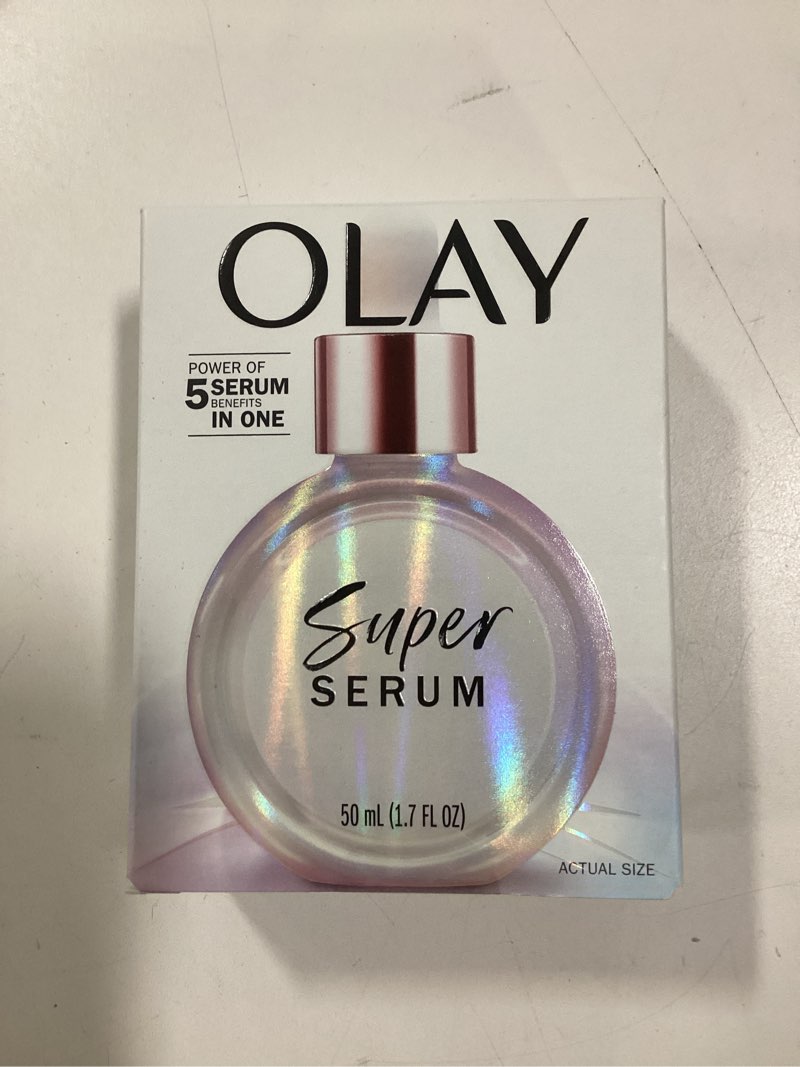 OLAY
POWER OF
5 SERUM
BENEFITS
IN ONE
Super
SERUM
50 mL (1.7 FL OZ)
ACTUAL SIZE